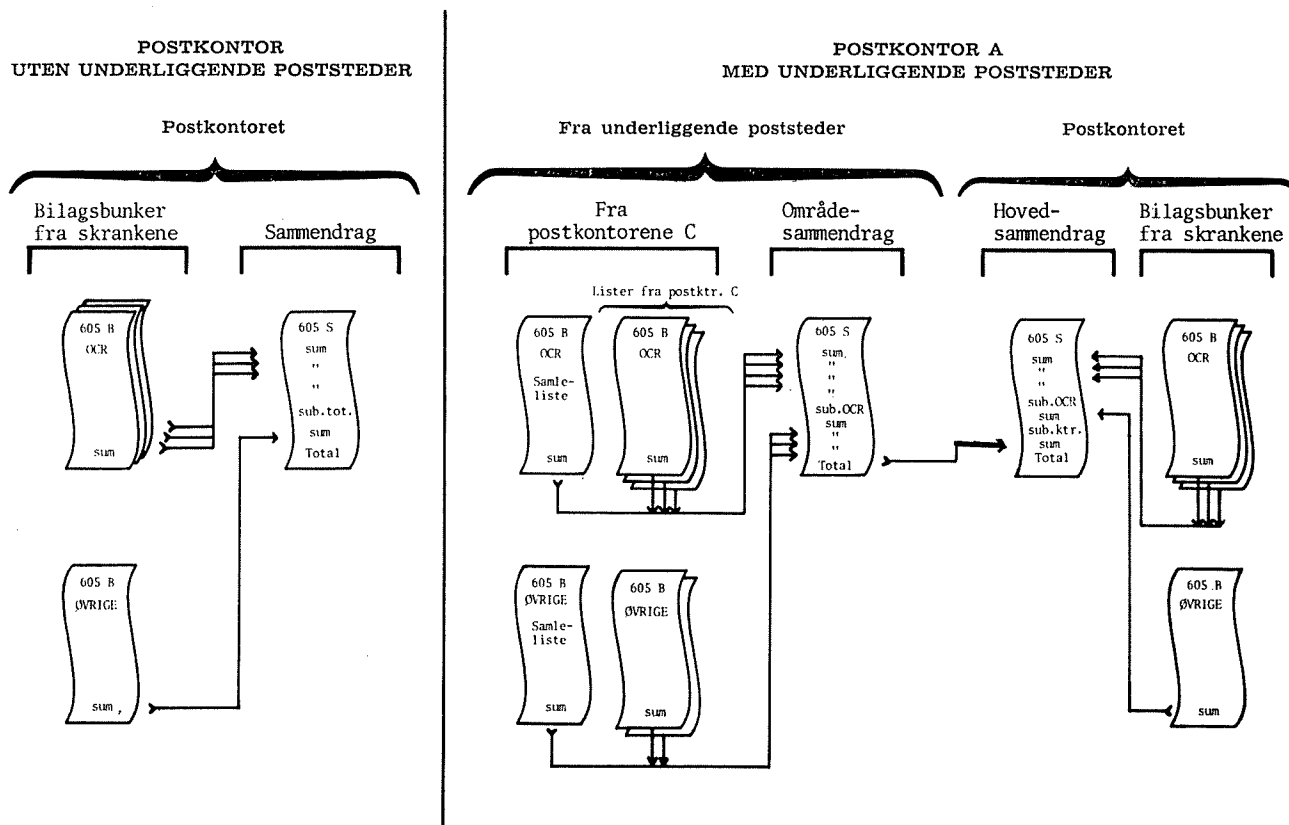 POSTKONTOR
UTEN UNDERLIGGENDE POSTSTEDER
Postkontoret
Bilagsbunker
fra skrankene
Sammendrag
605 B
OCR
sum
605 S
sum
"
"
sub.tot.
sum
Total
605 B
ØVRIGE
sum,
POSTKONTOR A
MED UNDERLIGGENDE POSTSTEDER
Fra underliggende poststeder
Postkontoret
Fra
postkontorene C
Område-
sammendrag
Hoved-
sammendrag
Bilagsbunker
fra skrankene
Lister fra postktr. C
605 B
OCR
Samle-
liste
sum
605 B
OCR
sum
605 S
sum.
"
"
"
sub.OCR
sum
"
"
Total
605 S
sum
"
"
sub.OCR
sum
sub.ktr.
sum
Total
605 B
OCR
sum
605 B
ØVRIGE
Samle-
liste
sum
605 B
ØVRIGE
sum
605.B
ØVRIGE
sum